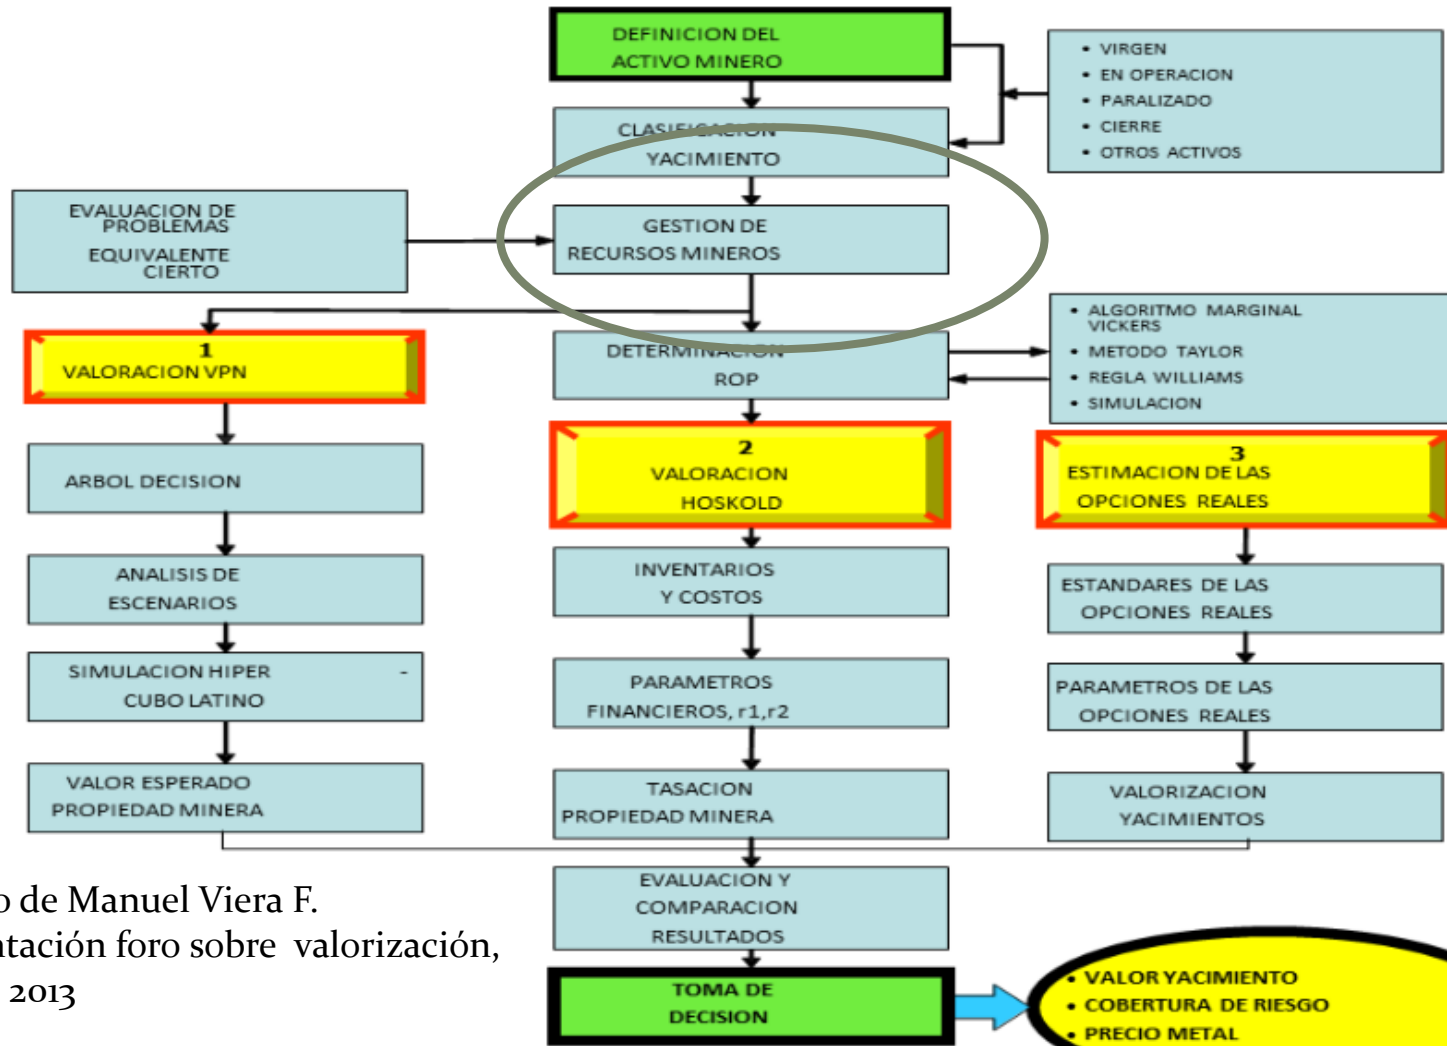 DEFINICION DEL
ACTIVO MINERO
• VIRGEN
• EN OPERACION
• PARALIZADO
• CIERRE
• OTROS ACTIVOS
CLASIFICACION
YACIMIENTO
EVALUACION DE
PROBLEMAS
EQUIVALENTE
CIERTO
GESTION DE
RECURSOS MINEROS
1
VALORACION VPN
DETERMINACION
ROP
• ALGORITMO MARGINAL
VICKERS
• METODO TAYLOR
• REGLA WILLIAMS
• SIMULACION
ARBOL DECISION
ANALISIS DE
ESCENARIOS
SIMULACION HIPER -
CUBO LATINO
VALOR ESPERADO
PROPIEDAD MINERA
2
VALORACION
HOSKOLD
INVENTARIOS
Y COSTOS
PARAMETROS
FINANCIEROS, r1,r2
TASACION
PROPIEDAD MINERA
3
ESTIMACION DE LAS
OPCIONES REALES
ESTANDARES DE LAS
OPCIONES REALES
PARAMETROS DE LAS
OPCIONES REALES
VALORIZACION
YACIMIENTOS
EVALUACION Y
COMPARACION
RESULTADOS
TOMA DE
DECISION
• VALOR YACIMIENTO
• COBERTURA DE RIESGO
• PRECIO METAL
de Manuel Viera F.
foro sobre valorización,
2013